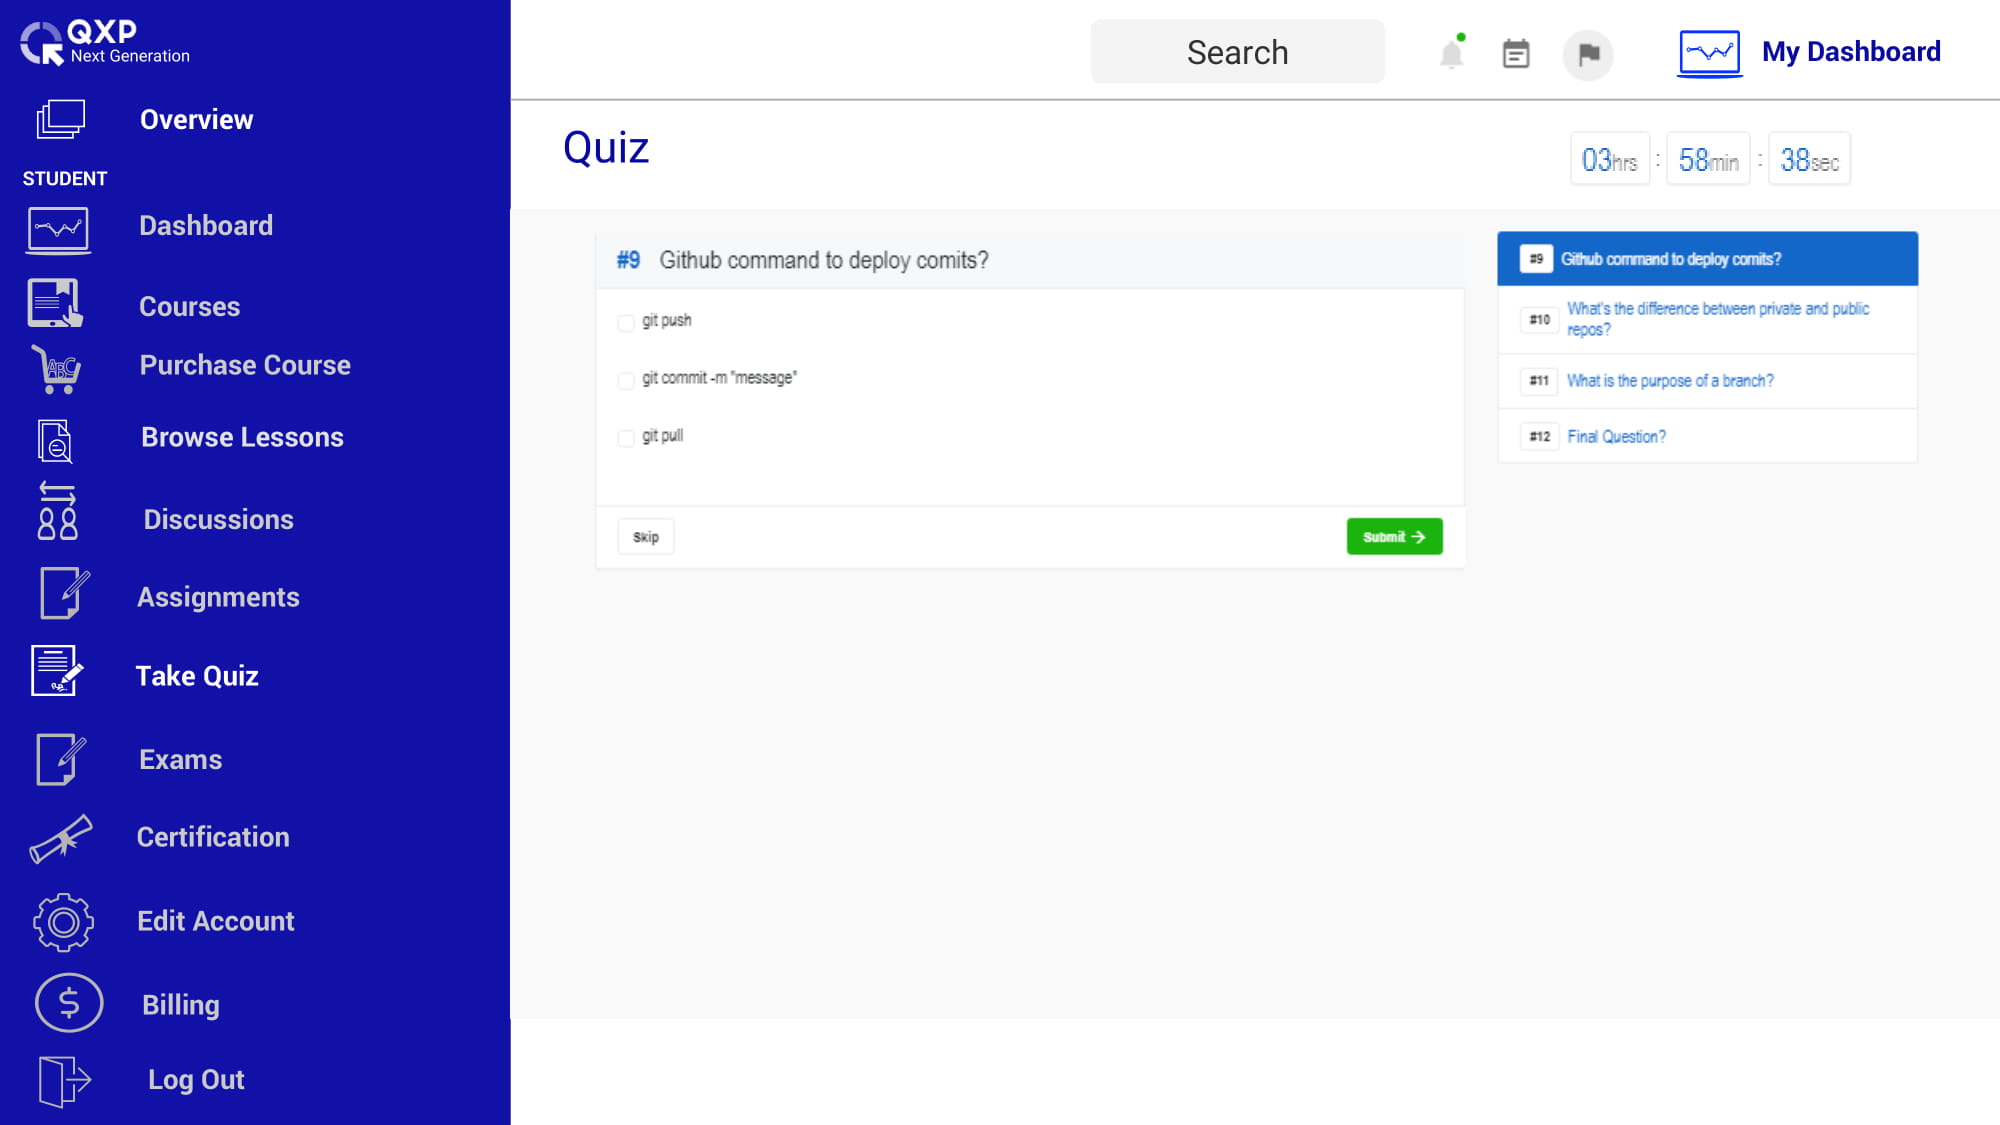 QXP
Next Generation
Search
My Dashboard
Overview
STUDENT
Dashboard
Courses
ABC
Purchase Course
Browse Lessons
Discussions
Assignments
Take Quiz
Exams
Certification
Edit Account
$
Billing
Log Out
Quiz
03hrs : 58min : 38sec
#9 Github command to deploy comits?
git push
git commit -m "message"
git pull
Skip
Submit →
#9 Github command to deploy comits?
#10 What's the difference between private and public
repos?
#11 What is the purpose of a branch?
#12 Final Question?